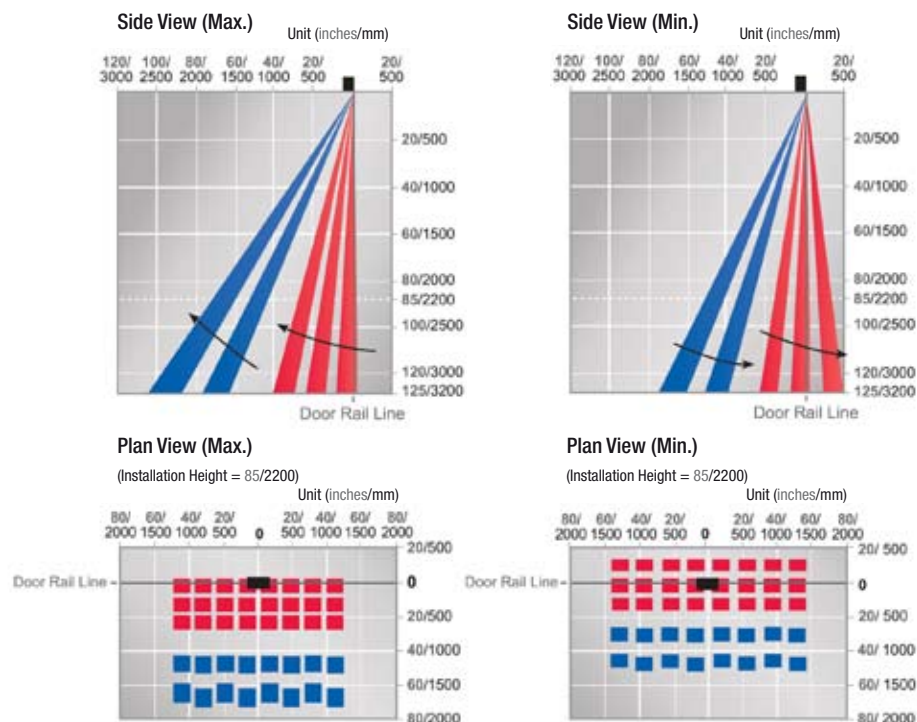 Side View (Max.)
Unit (inches/mm)
120/ 100/ 80/ 60/ 40/ 20/ 20/
3000 2500 2000 1500 1000 500 500
20/500
40/1000
60/1500
80/2000
85/2200
100/2500
120/3000
125/3200
Door Rail Line
Side View (Min.)
Unit (inches/mm)
120/ 100/ 80/ 60/ 40/ 20/ 20/
3000 2500 2000 1500 1000 500 500
20/500
40/1000
60/1500
80/2000
85/2200
100/2500
120/3000
125/3200
Door Rail Line
Plan View (Max.)
(Installation Height = 85/2200)
Unit (inches/mm)
80/ 60/ 40/ 20/ 20/ 40/ 60/ 80/
2000 1500 1000 500 0 500 1000 1500 2000
20/500
Door Rail Line
0
20/500
40/1000
60/1500
80/2000
Plan View (Min.)
(Installation Height = 85/2200)
Unit (inches/mm)
80/ 60/ 40/ 20/ 20/ 40/ 60/ 80/
2000 1500 1000 500 0 500 1000 1500 2000
20/ 500
Door Rail Line
0
20/ 500
40/ 1000
60/ 1500
80/ 2000